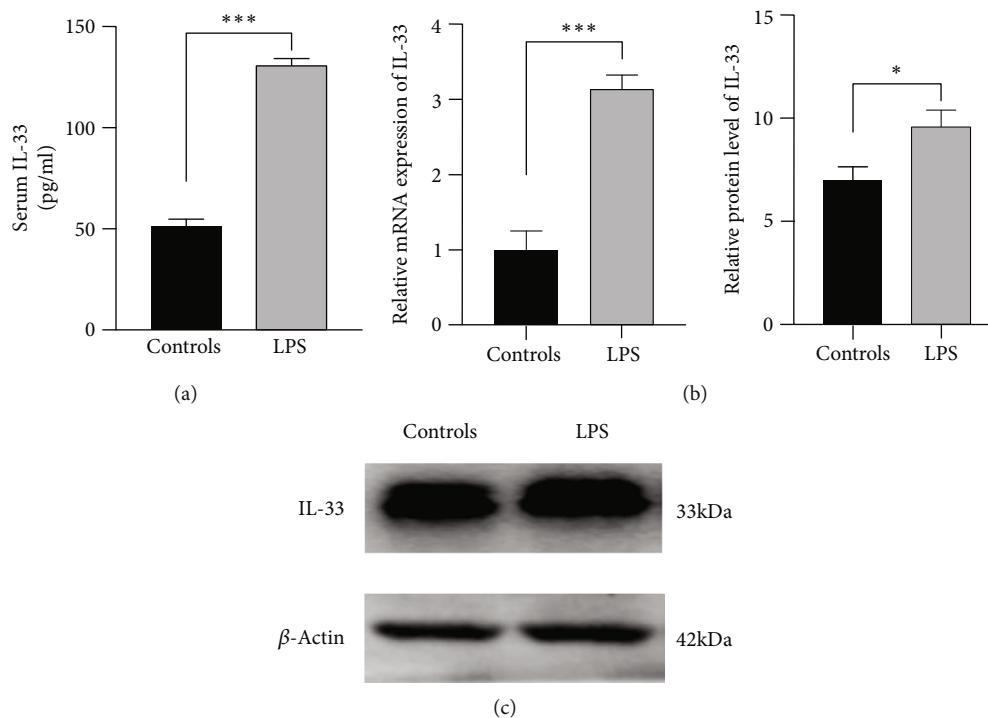 Serum IL-33
(pg/ml)
150
100
50
0
***
Controls
LPS
(a)
Relative mRNA expression of IL-33
4
3
2
1
0
***
Controls
LPS
Relative protein level of IL-33
15
10
5
0
*
Controls
LPS
(b)
Controls
LPS
IL-33
33kDa
β-Actin
42kDa
(c)